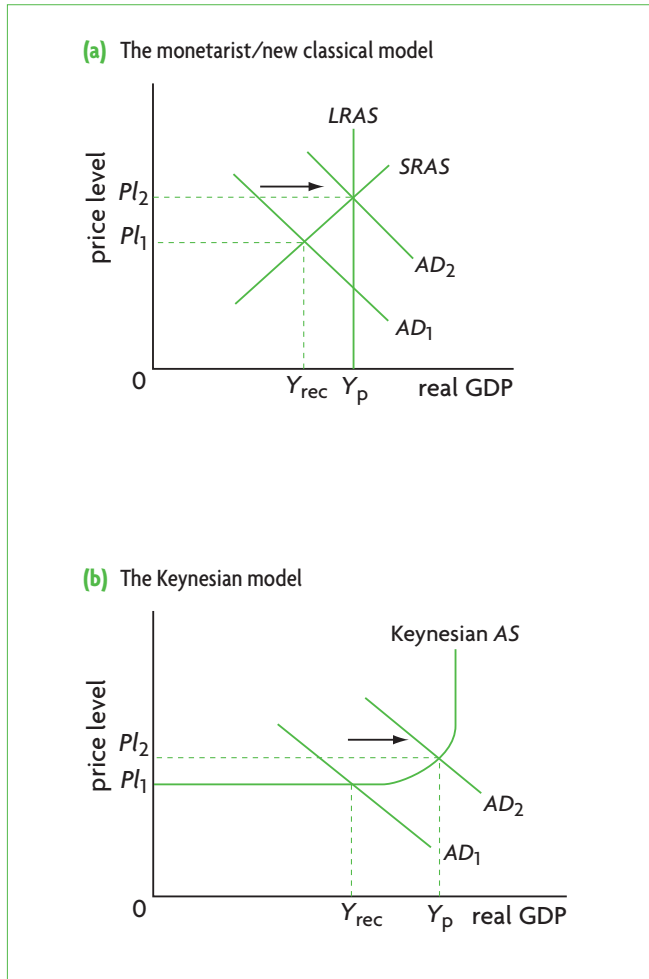 (a) The monetarist/new classical model
LRAS
SRAS
Pl2
Pl1
price level
AD2
AD1
0
Yrec Yp real GDP
(b) The Keynesian model
Keynesian AS
price level
Pl2
Pl1
AD2
AD1
0
Yrec Yp real GDP